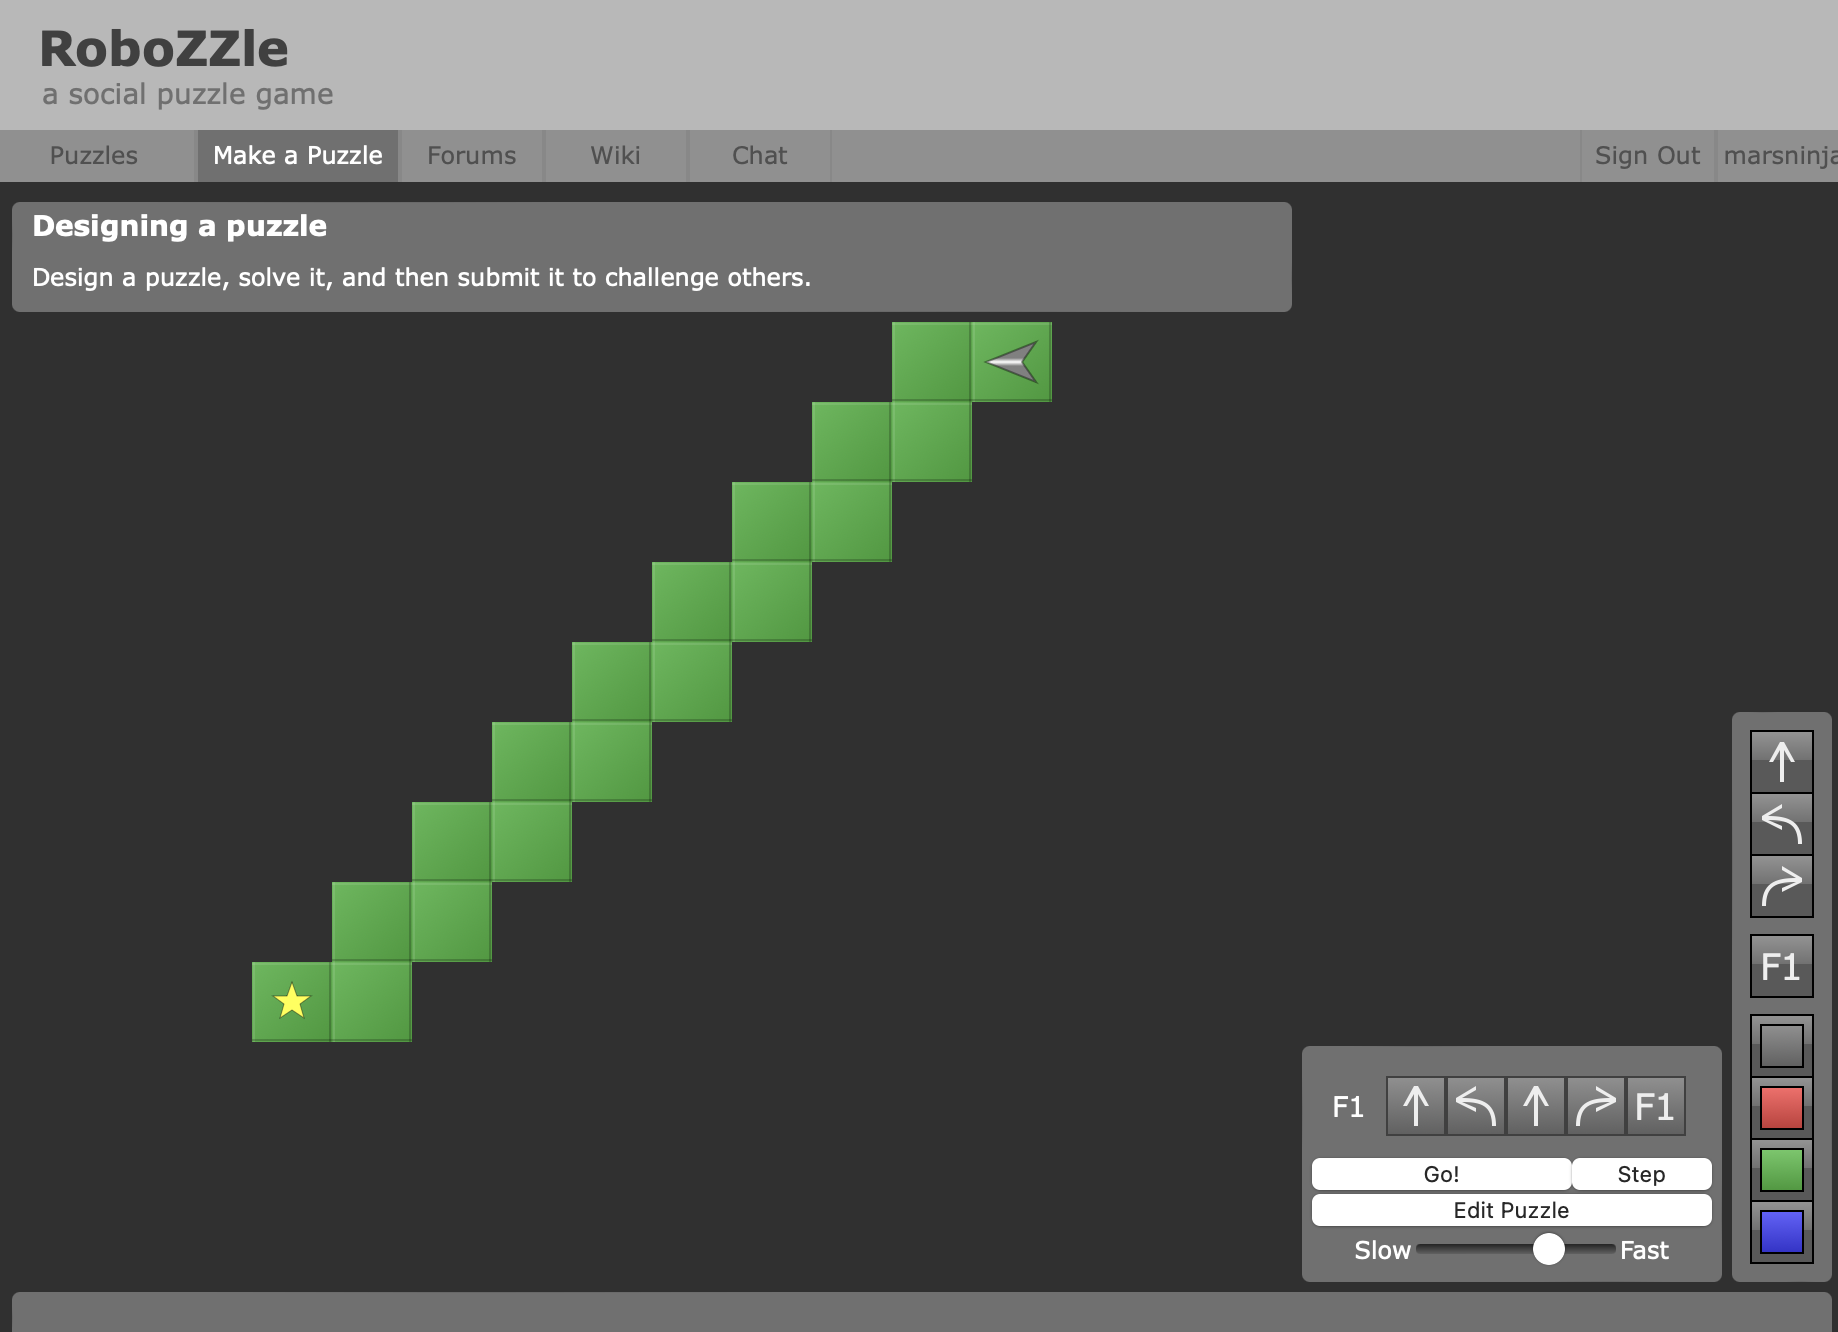 RoboZZle
a social puzzle game
Puzzles Make a Puzzle Forums Wiki Chat Sign Out marsninja
Designing a puzzle
Design a puzzle, solve it, and then submit it to challenge others.
F1
F1 F1
Go! Step
Edit Puzzle
Slow Fast